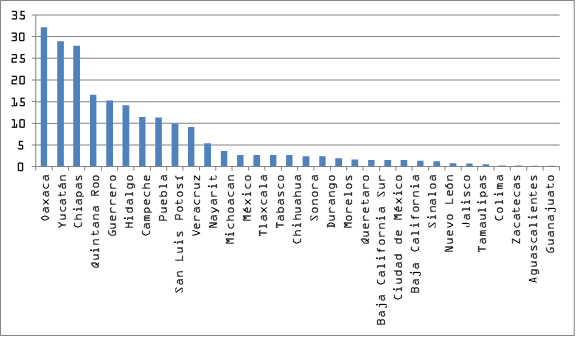 35
30
25
20
15
10
5
0
Oaxaca
Yucatán
Chiapas
Quintana Roo
Guerrero
Hidalgo
Campeche
Puebla
San Luis Potosí
Veracruz
Nayarit
Michoacan
México
Tlaxcala
Tabasco
Chihuahua
Sonora
Durango
Morelos
Queretaro
Baja California Sur
Ciudad de México
Baja California
Sinaloa
Nuevo León
Jalisco
Tamaulipas
Colima
Zacatecas
Aguascalientes
Guanajuato